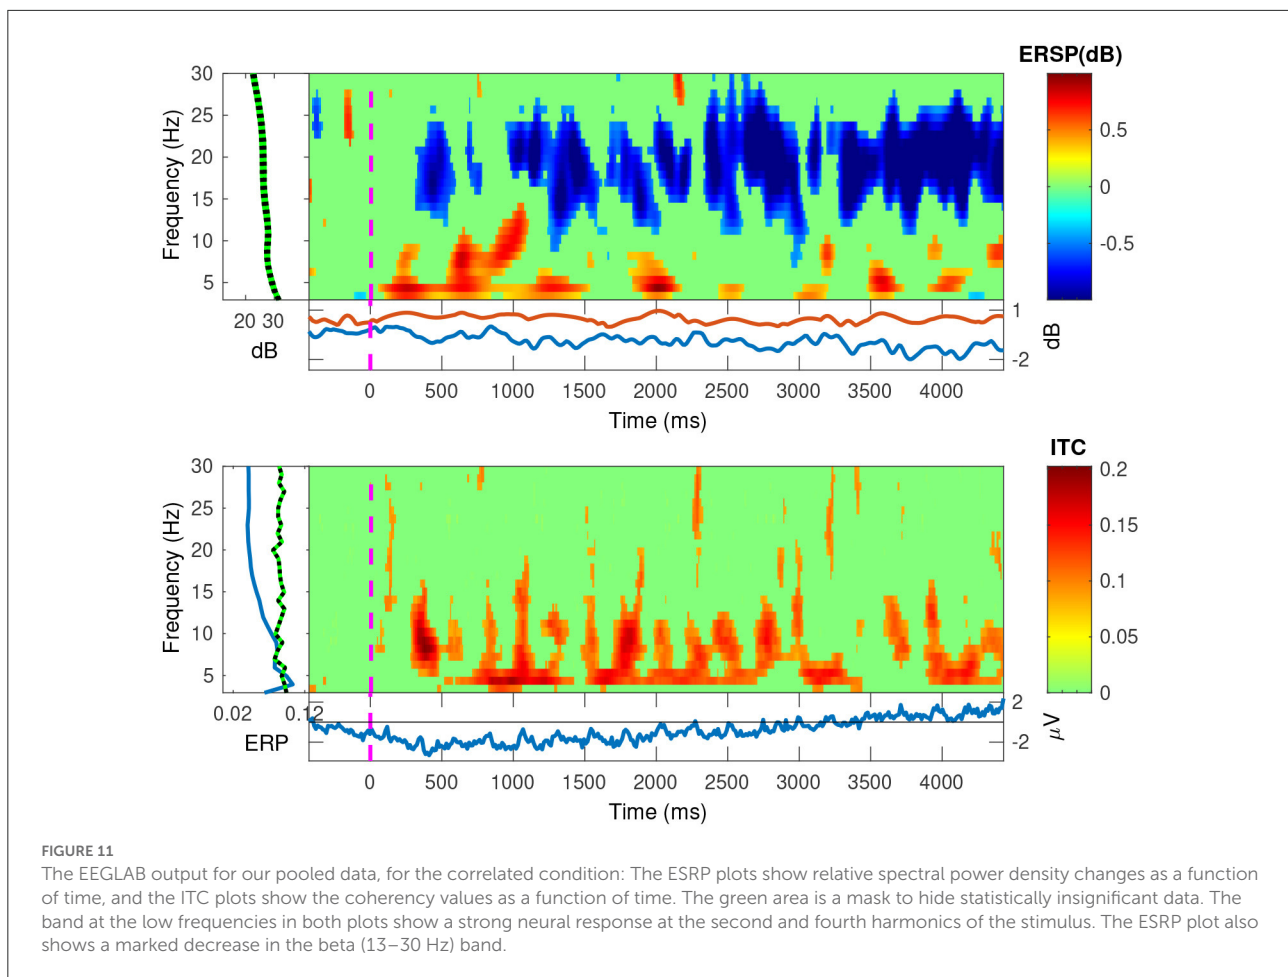 ERSP(dB)
30
25
20
15
10
5
Frequency (Hz)
0.5
0
-0.5
20 30
dB
1
-2
dB
0 500 1000 1500 2000 2500 3000 3500 4000
Time (ms)
ITC
30
25
20
15
10
5
Frequency (Hz)
0.2
0.15
0.1
0.05
0
0.02 0.12
ERP
2
-2
μV
0 500 1000 1500 2000 2500 3000 3500 4000
Time (ms)
FIGURE 11
The EEGLAB output for our pooled data, for the correlated condition: The ESRP plots show relative spectral power density changes as a function
of time, and the ITC plots show the coherency values as a function of time. The green area is a mask to hide statistically insignificant data. The
band at the low frequencies in both plots show a strong neural response at the second and fourth harmonics of the stimulus. The ESRP plot also
shows a marked decrease in the beta (13–30 Hz) band.